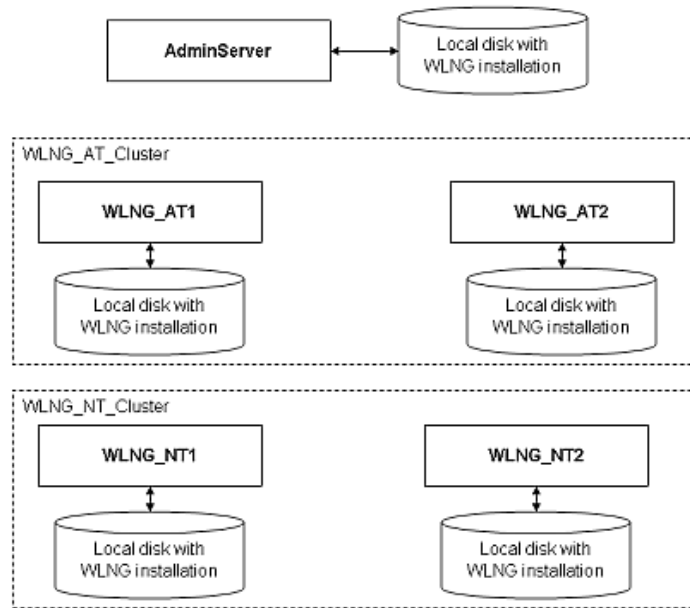 AdminServer
Local disk with
WLNG installation
WLNG_AT_Cluster
WLNG_AT1
WLNG_AT2
Local disk with
WLNG installation
Local disk with
WLNG installation
WLNG_NT_Cluster
WLNG_NT1
WLNG_NT2
Local disk with
WLNG installation
Local disk with
WLNG installation